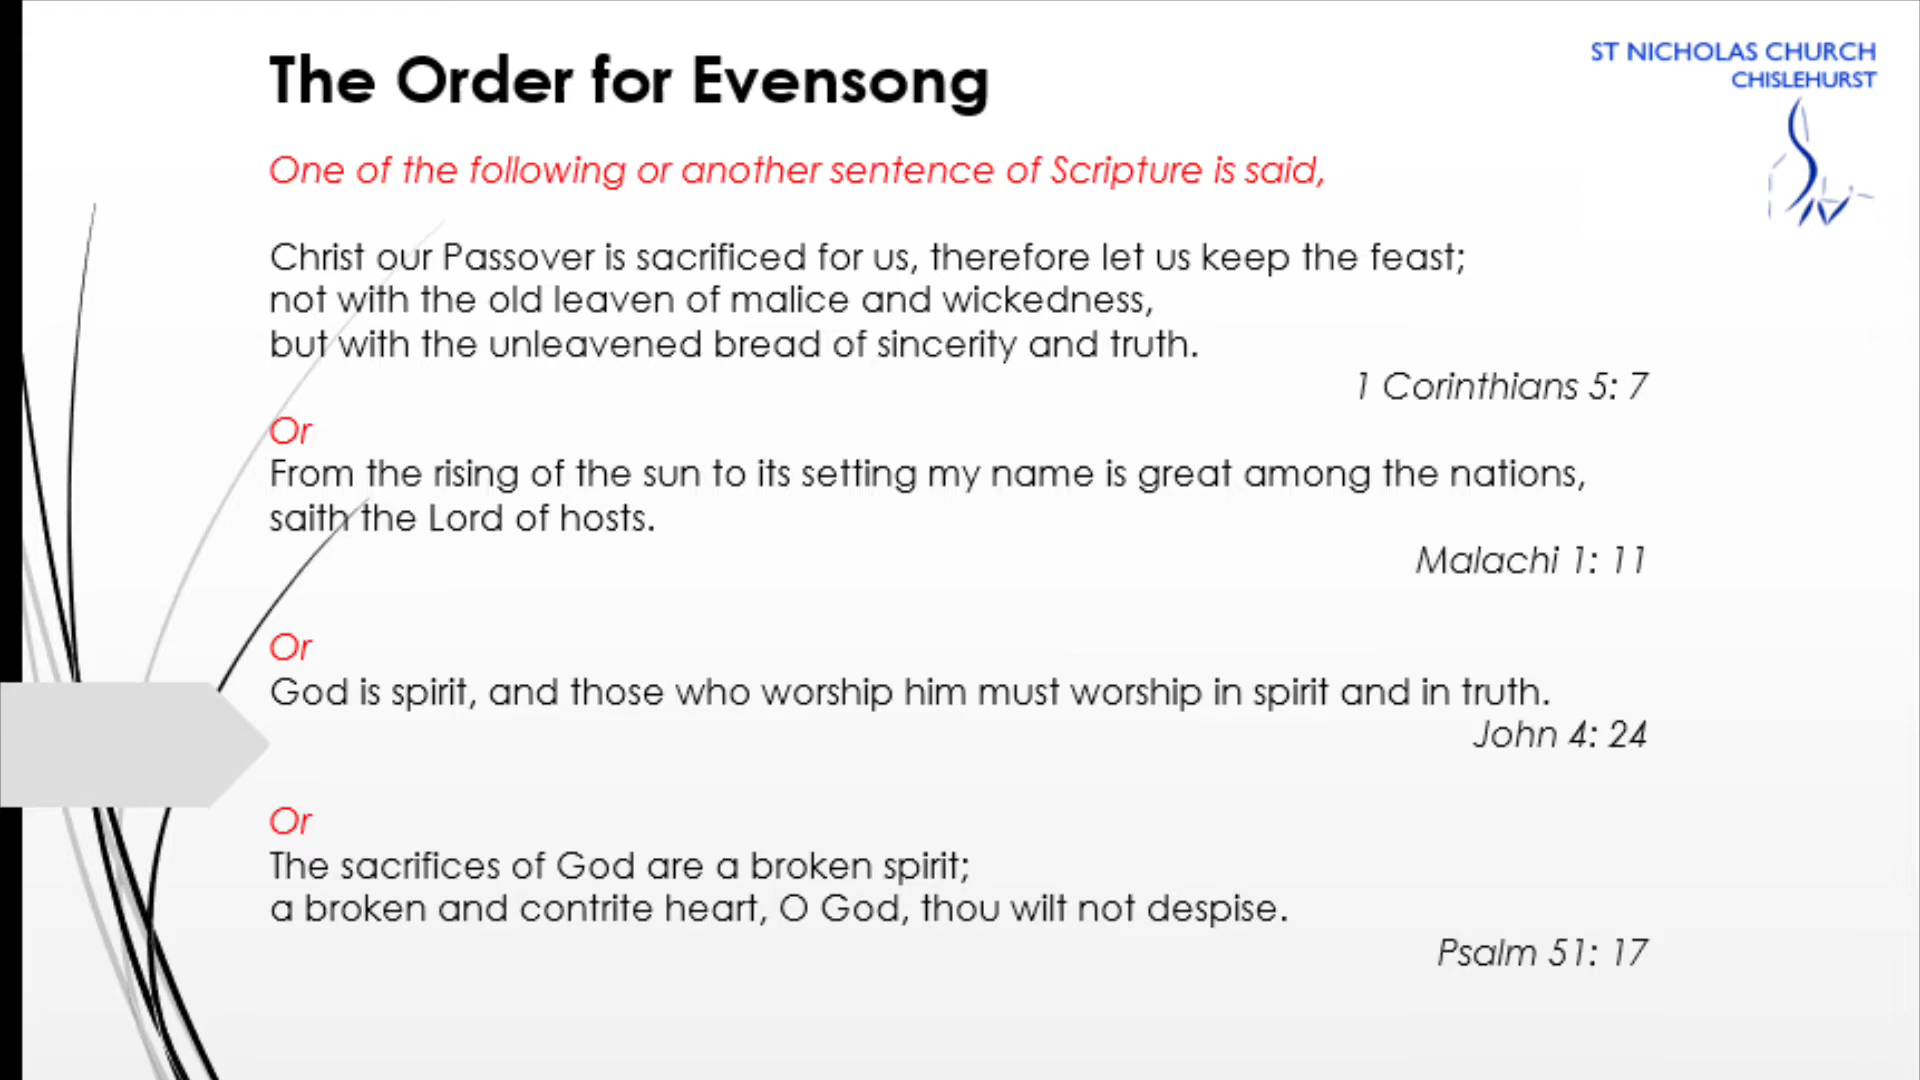 The Order for Evensong
ST NICHOLAS CHURCH
CHISLEHURST
One of the following or another sentence of Scripture is said,
Christ our Passover is sacrificed for us, therefore let us keep the feast;
not with the old leaven of malice and wickedness,
but with the unleavened bread of sincerity and truth.
1 Corinthians 5: 7
Or
From the rising of the sun to its setting my name is great among the nations,
saith the Lord of hosts.
Malachi 1: 11
Or
God is spirit, and those who worship him must worship in spirit and in truth.
John 4: 24
Or
The sacrifices of God are a broken spirit;
a broken and contrite heart, O God, thou wilt not despise.
Psalm 51: 17